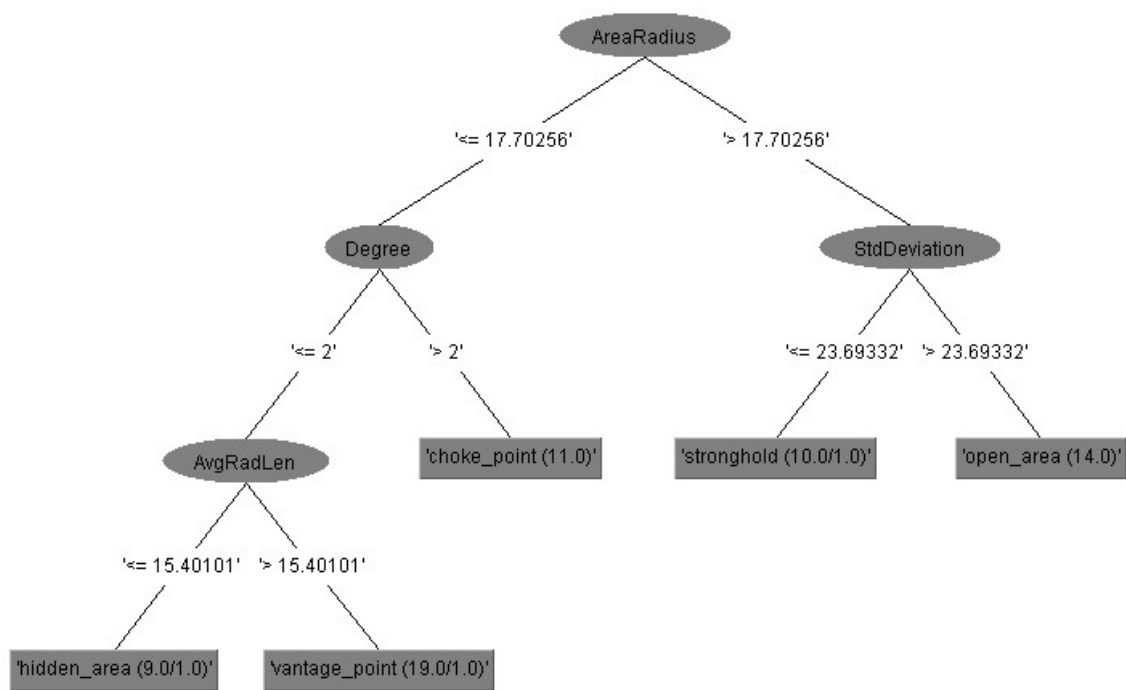 AreaRadius
'<= 17.70256' '> 17.70256'
Degree StdDeviation
'<= 2' '> 2' '<= 23.69332' '> 23.69332'
AvgRadLen 'choke_point (11.0)' 'stronghold (10.0/1.0)' 'open_area (14.0)'
'<= 15.40101' '> 15.40101'
'hidden_area (9.0/1.0)' 'vantage_point (19.0/1.0)'